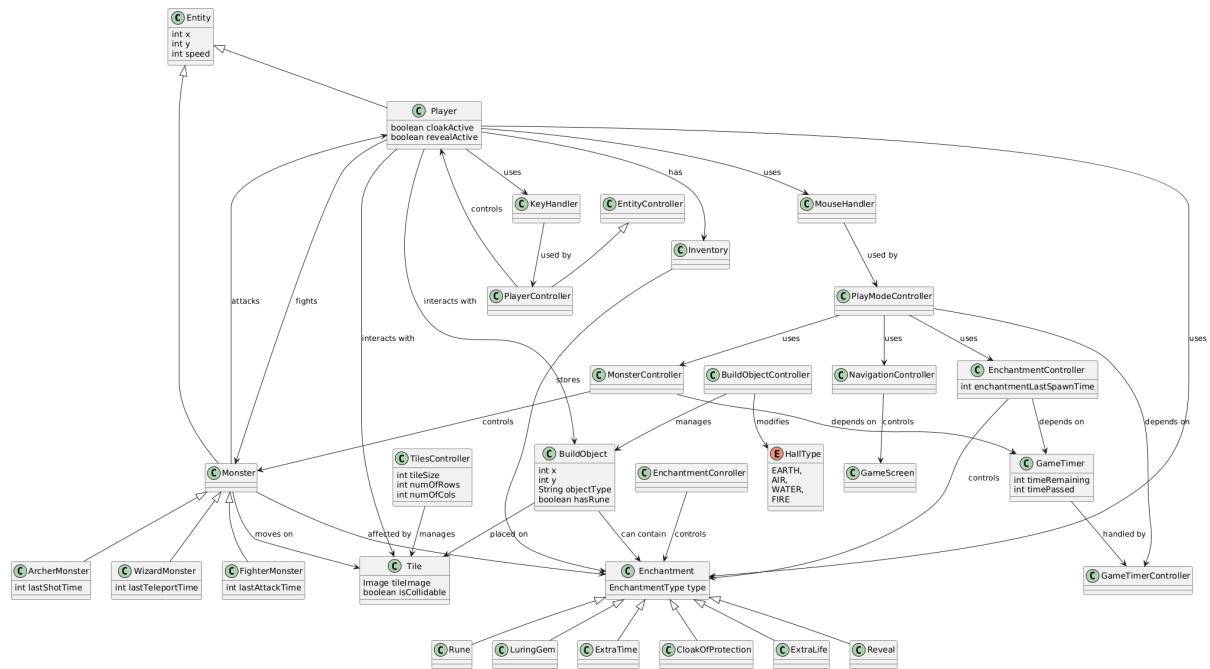 C Entity
int x
int y
int speed
C Player
boolean cloakActive
boolean revealActive
uses
has
uses
controls
C KeyHandler
C EntityController
C MouseHandler
used by
C Inventory
used by
C PlayerController
C PlayModeController
attacks
fights
interacts with
interacts with
uses
uses
uses
uses
stores
C MonsterController
C BuildObjectController
C NavigationController
C EnchantmentController
int enchantmentLastSpawnTime
controls
manages
modifies
depends on
controls
depends on
depends on
C Monster
C TilesController
int tileSize
int numOfRows
int numOfCols
C BuildObject
int x
int y
String objectType
boolean hasRune
C EnchantmentConroller
E HallType
EARTH,
AIR,
WATER,
FIRE
C GameScreen
controls
C GameTimer
int timeRemaining
int timePassed
moves on
affected by
manages
placed on
can contain
controls
handled by
C ArcherMonster
int lastShotTime
C WizardMonster
int lastTeleportTime
C FighterMonster
int lastAttackTime
C Tile
Image tileImage
boolean isCollidable
C Enchantment
EnchantmentType type
C GameTimerController
C Rune
C LuringGem
C ExtraTime
C CloakOfProtection
C ExtraLife
C Reveal